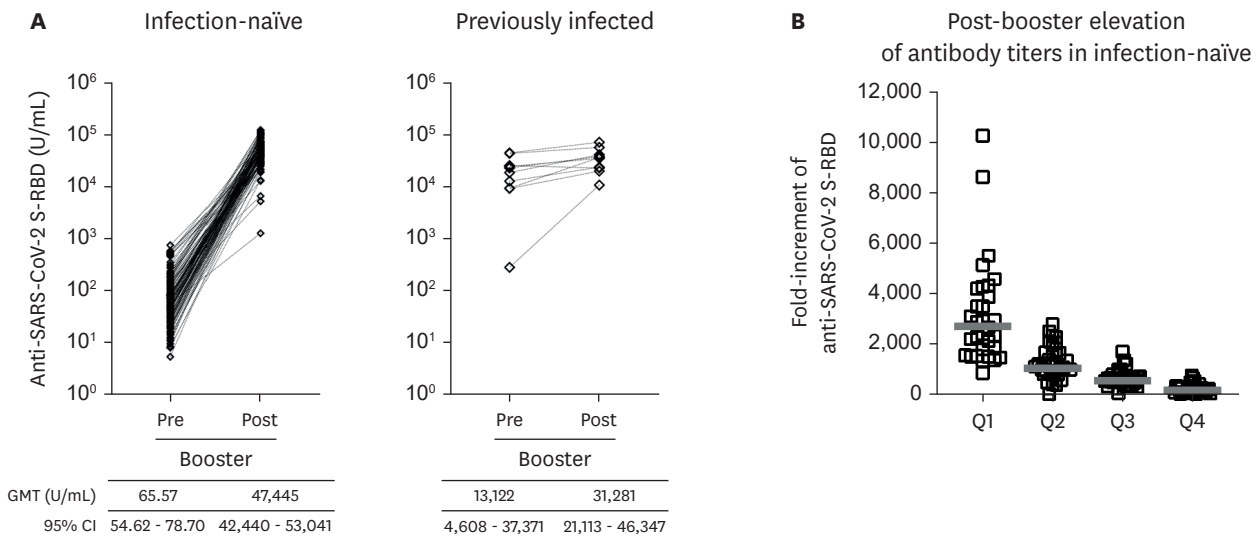 A
Infection-naïve
Anti-SARS-CoV-2 S-RBD (U/mL)
10⁶
10⁵
10⁴
10³
10²
10¹
10⁰
Pre Post
Booster
Previously infected
10⁶
10⁵
10⁴
10³
10²
10¹
10⁰
Pre Post
Booster
GMT (U/mL) 65.57 47,445 13,122 31,281
95% CI 54.62 - 78.70 42,440 - 53,041 4,608 - 37,371 21,113 - 46,347
B
Post-booster elevation
of antibody titers in infection-naïve
Fold-increment of
anti-SARS-CoV-2 S-RBD
12,000
10,000
8,000
6,000
4,000
2,000
0
Q1 Q2 Q3 Q4